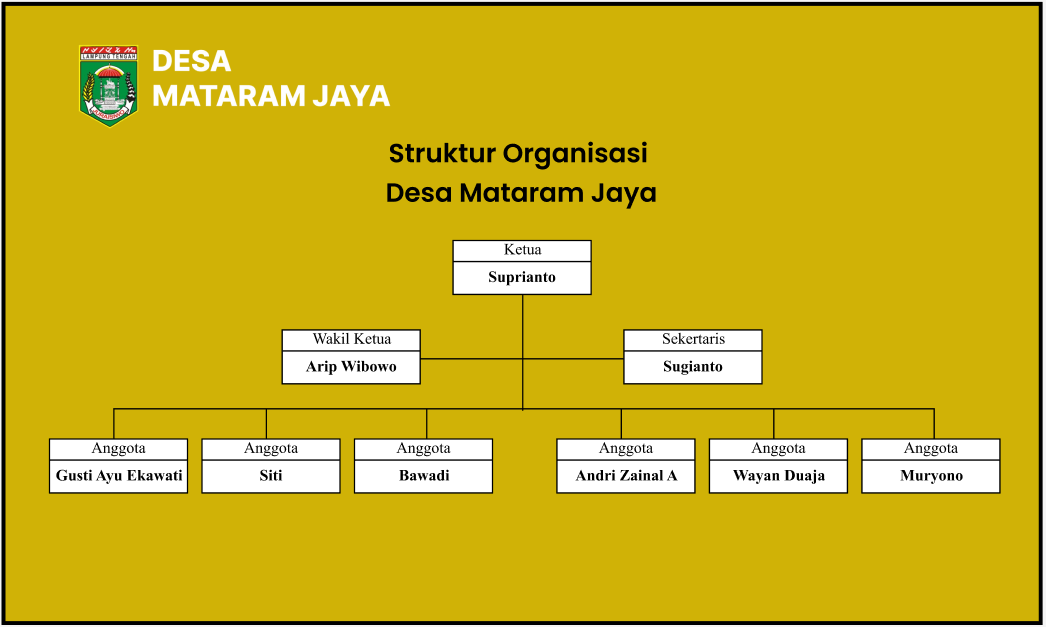 LAMPUNG TENGAH
DESA
MATARAM JAYA
Struktur Organisasi
Desa Mataram Jaya
Ketua
Suprianto
Wakil Ketua
Arip Wibowo
Sekertaris
Sugianto
Anggota
Gusti Ayu Ekawati
Anggota
Siti
Anggota
Bawadi
Anggota
Andri Zainal A
Anggota
Wayan Duaja
Anggota
Muryono